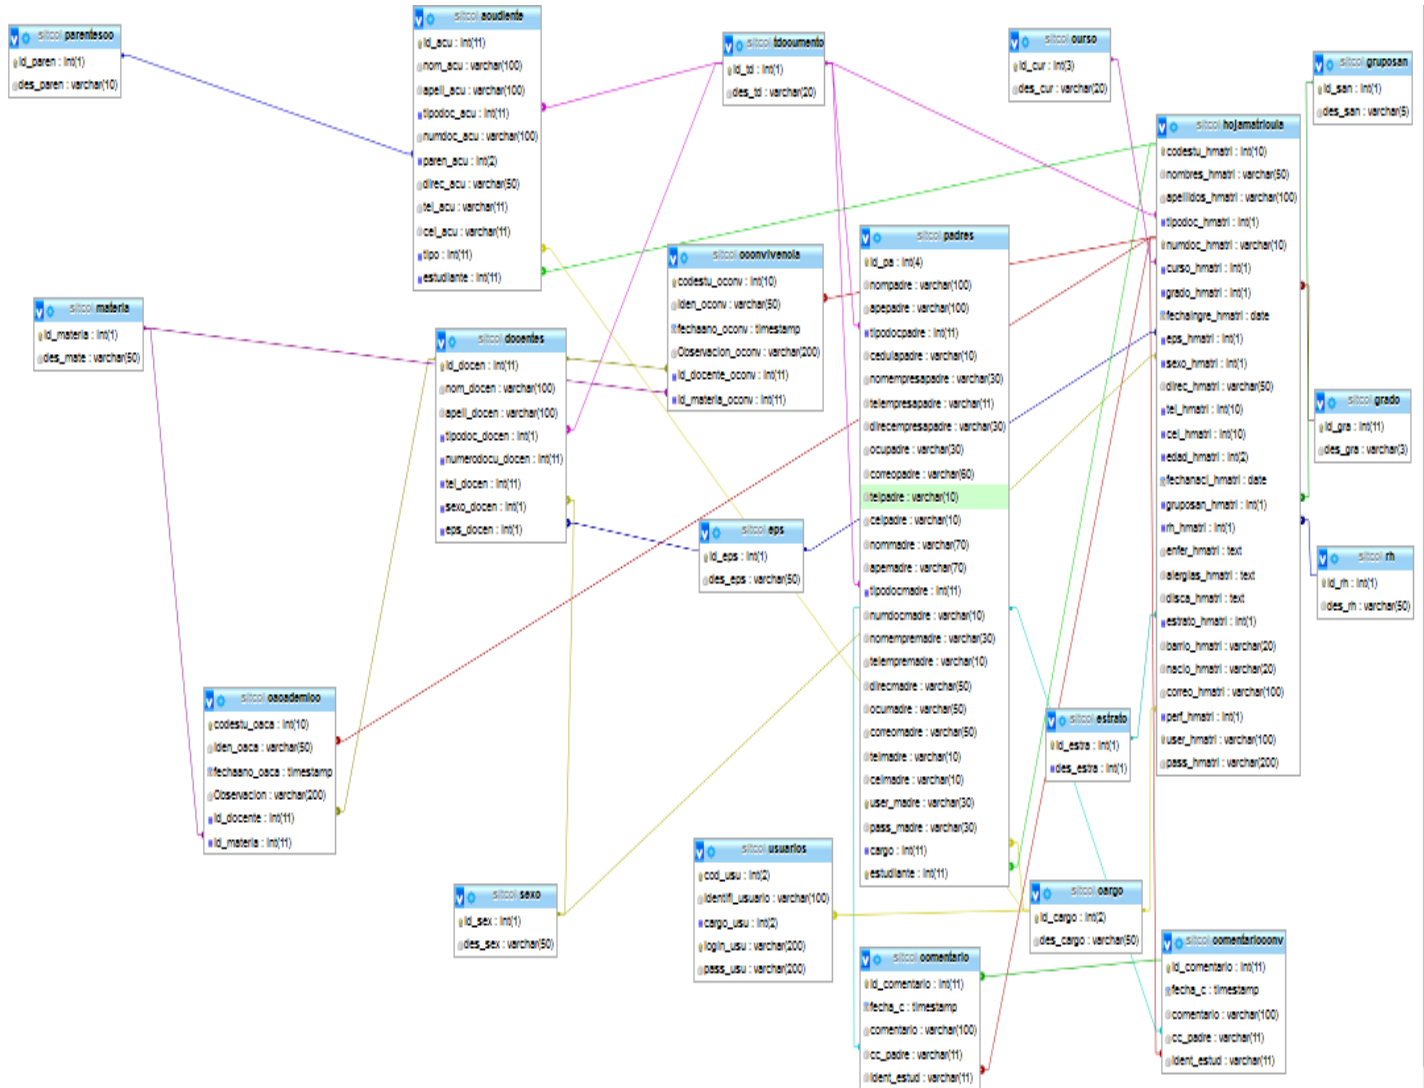 sitcol parentesco
id_paren : int(1)
des_paren : varchar(10)
sitcol acudiente
id_acu : int(11)
nom_acu : varchar(100)
apell_acu : varchar(100)
tipodoc_acu : int(11)
numdoc_acu : varchar(100)
paren_acu : int(2)
direc_acu : varchar(50)
tel_acu : varchar(11)
cel_acu : varchar(11)
tipo : int(11)
estudiante : int(11)
sitcol tdocumento
id_td : int(1)
des_td : varchar(20)
sitcol curso
id_cur : int(3)
des_cur : varchar(20)
sitcol gruposan
id_san : int(1)
des_san : varchar(5)
sitcol hojamatricula
codestu_hmatri : int(10)
nombres_hmatri : varchar(50)
apellidos_hmatri : varchar(100)
tipodoc_hmatri : int(1)
numdoc_hmatri : varchar(10)
curso_hmatri : int(1)
grado_hmatri : int(1)
fechaingre_hmatri : date
eps_hmatri : int(1)
sexo_hmatri : int(1)
direc_hmatri : varchar(50)
tel_hmatri : int(10)
cel_hmatri : int(10)
edad_hmatri : int(2)
fechanaci_hmatri : date
gruposan_hmatri : int(1)
rh_hmatri : int(1)
enfer_hmatri : text
alergias_hmatri : text
disca_hmatri : text
estrato_hmatri : int(1)
barrio_hmatri : varchar(20)
nacio_hmatri : varchar(20)
correo_hmatri : varchar(100)
perf_hmatri : int(1)
user_hmatri : varchar(100)
pass_hmatri : varchar(200)
sitcol padres
id_pa : int(4)
nompadre : varchar(100)
apepadre : varchar(100)
tipodocpadre : int(11)
cedulapadre : varchar(10)
nomempresapadre : varchar(30)
telempresapadre : varchar(11)
direcempresapadre : varchar(30)
ocupadre : varchar(30)
correopadre : varchar(60)
telpadre : varchar(10)
celpadre : varchar(10)
nommadre : varchar(70)
apemadre : varchar(70)
tipodocmadre : int(11)
numdocmadre : varchar(10)
nomempremadre : varchar(30)
telempremadre : varchar(10)
direcmadre : varchar(50)
ocumadre : varchar(50)
correomadre : varchar(50)
telmadre : varchar(10)
celmadre : varchar(10)
user_madre : varchar(30)
pass_madre : varchar(30)
cargo : int(11)
estudiante : int(11)
sitcol cconvivencia
codestu_cconv : int(10)
iden_cconv : varchar(50)
fechaano_cconv : timestamp
Observacion_cconv : varchar(200)
id_docente_cconv : int(11)
id_materia_cconv : int(11)
sitcol materia
id_materia : int(1)
des_mate : varchar(50)
sitcol docentes
id_docen : int(11)
nom_docen : varchar(100)
apell_docen : varchar(100)
tipodoc_docen : int(1)
numerodocu_docen : int(11)
tel_docen : int(11)
sexo_docen : int(1)
eps_docen : int(1)
sitcol grado
id_gra : int(11)
des_gra : varchar(3)
sitcol eps
id_eps : int(1)
des_eps : varchar(50)
sitcol rh
id_rh : int(1)
des_rh : varchar(50)
sitcol cacademico
codestu_caca : int(10)
iden_caca : varchar(50)
fechaano_caca : timestamp
Observacion : varchar(200)
id_docente : int(11)
id_materia : int(11)
sitcol estrato
id_estra : int(1)
des_estra : int(1)
sitcol usuarios
cod_usu : int(2)
identifi_usuario : varchar(100)
cargo_usu : int(2)
login_usu : varchar(200)
pass_usu : varchar(200)
sitcol sexo
id_sex : int(1)
des_sex : varchar(50)
sitcol cargo
id_cargo : int(2)
des_cargo : varchar(50)
sitcol comentario
id_comentario : int(11)
fecha_c : timestamp
comentario : varchar(100)
cc_padre : varchar(11)
ident_estud : varchar(11)
sitcol comentarioconv
id_comentario : int(11)
fecha_c : timestamp
comentario : varchar(100)
cc_padre : varchar(11)
ident_estud : varchar(11)